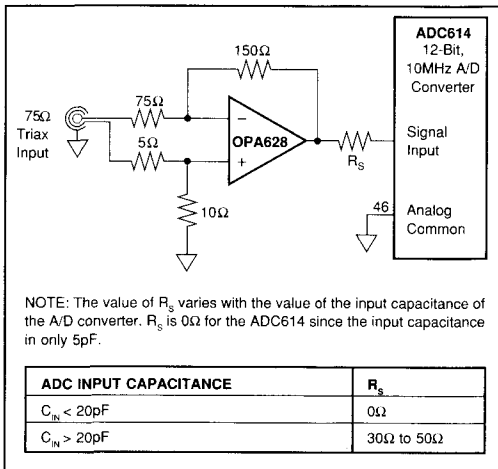 ADC614
12-Bit,
10MHz A/D
Converter
150Ω
75Ω
75Ω
Triax
Input
5Ω
−
OPA628
+
R_S
Signal
Input
10Ω
46
Analog
Common
NOTE: The value of R_S varies with the value of the input capacitance of
the A/D converter. R_S is 0Ω for the ADC614 since the input capacitance
in only 5pF.
ADC INPUT CAPACITANCE R_S
C_IN < 20pF 0Ω
C_IN > 20pF 30Ω to 50Ω